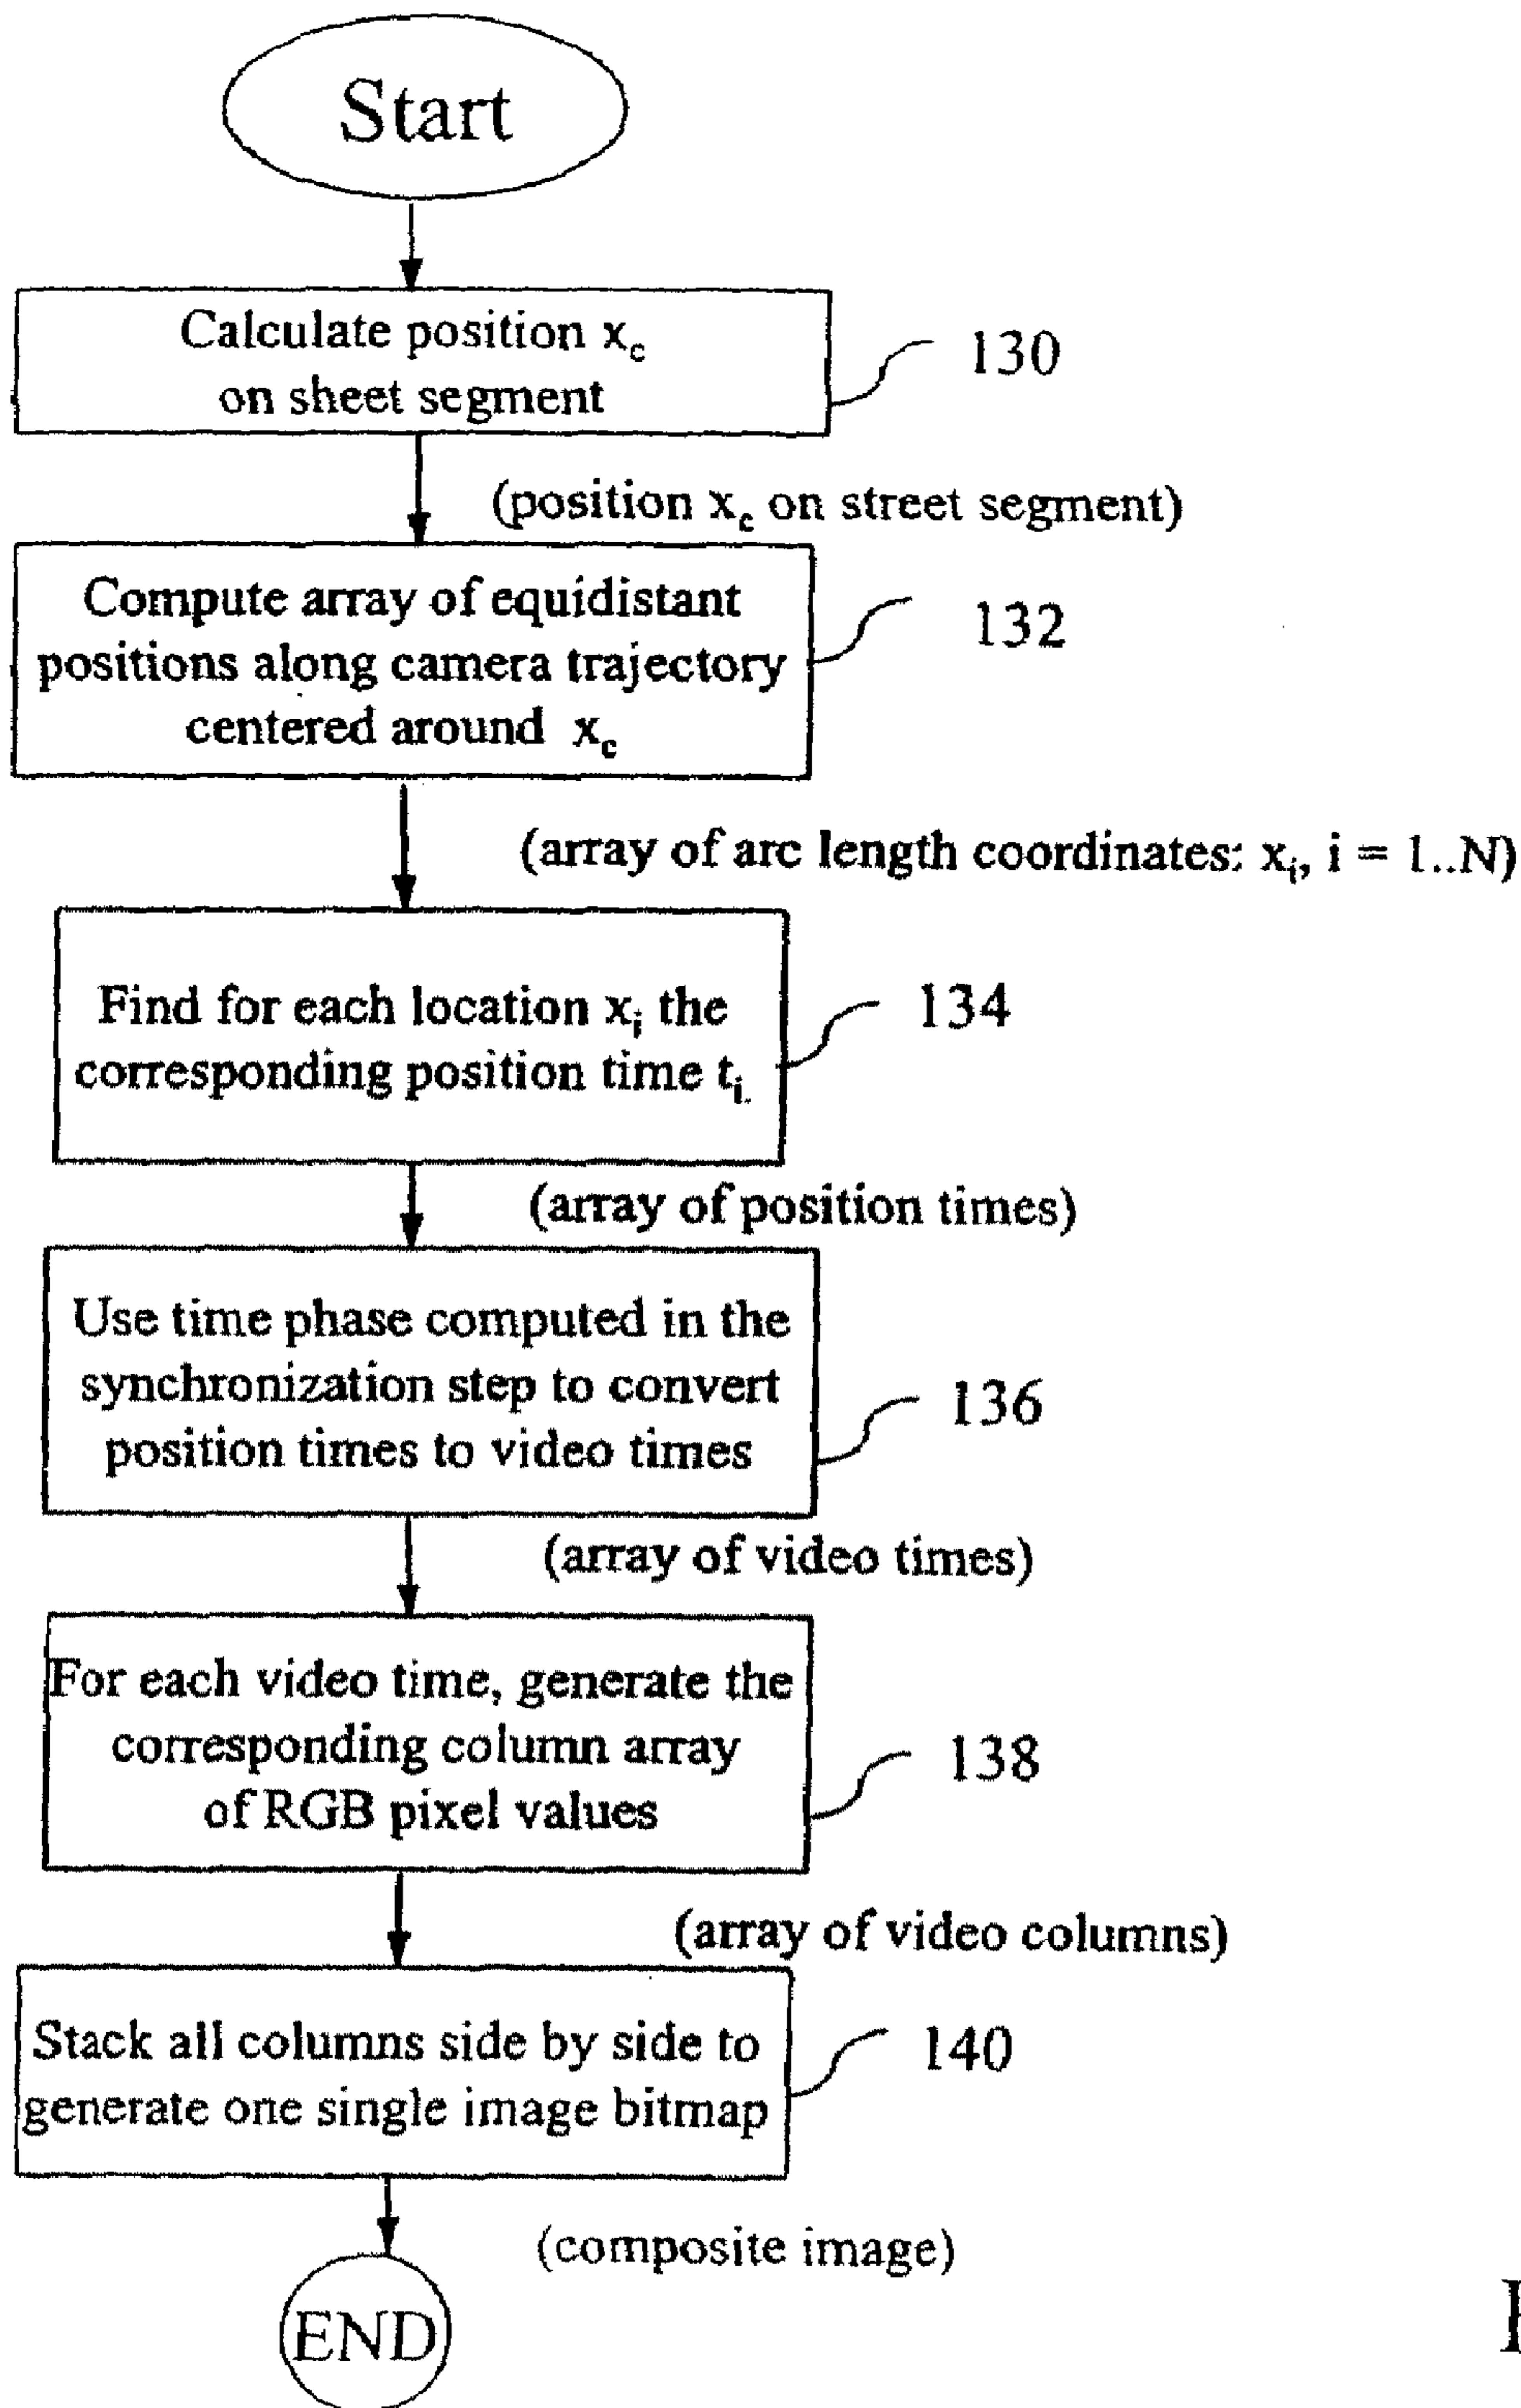 Start
Calculate position x_c
on sheet segment
130
(position x_c on street segment)
Compute array of equidistant
positions along camera trajectory
centered around x_c
132
(array of arc length coordinates: x_i, i = 1..N)
Find for each location x_i the
corresponding position time t_i.
134
(array of position times)
Use time phase computed in the
synchronization step to convert
position times to video times
136
(array of video times)
For each video time, generate the
corresponding column array
of RGB pixel values
138
(array of video columns)
Stack all columns side by side to
generate one single image bitmap
140
(composite image)
END